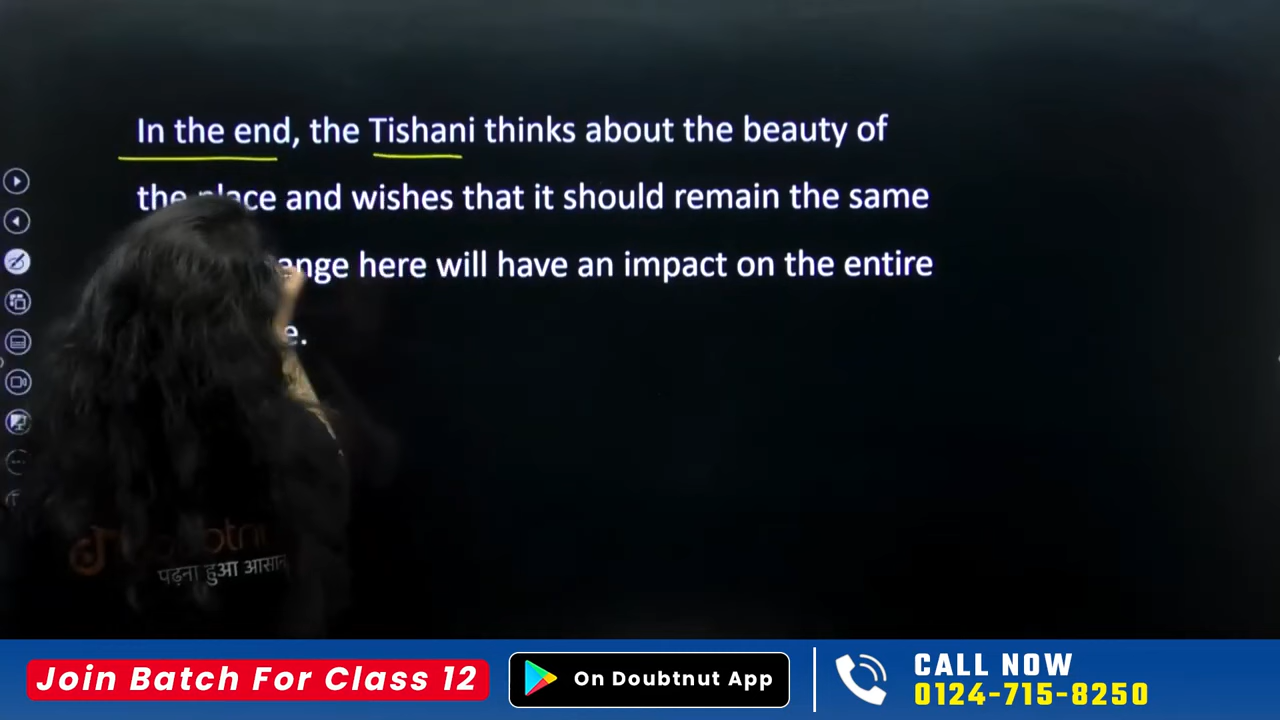 In the end, the Tishani thinks about the beauty of
the place and wishes that it should remain the same
here will have an impact on the entire
पढ़ना हुआ आसान
Join Batch For Class 12
On Doubtnut App
CALL NOW
0124-715-8250